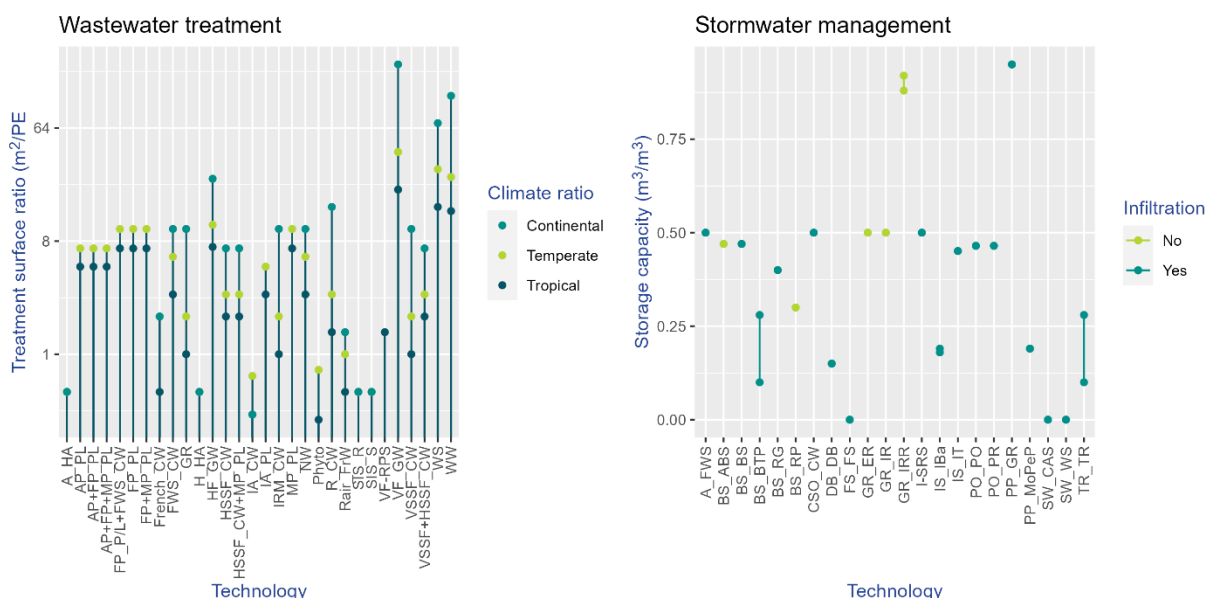 Wastewater treatment
Treatment surface ratio (m²/PE)
64
8
1
A_HA
AP_PL
AP+FP_PL
AP+FP+MP_PL
FP_P/L+FWS_CW
FP_PL
FP+MP_PL
French_CW
FWS_CW
GR
H_HA
HF_GW
HSSF_CW
HSSF_CW+MP_PL
IA_CW
IA_PL
IRM_CW
MP_PL
NW
Phyto
R_CW
Rair_FrW
SIS_R
SIS_S
VF-RPS
VF_GW
VSSF_CW
VSSF+HSSF_CW
WS
WW
Technology
Climate ratio
Continental
Temperate
Tropical
Stormwater management
Storage capacity (m³/m³)
0.75
0.50
0.25
0.00
A_FWS
BS_ABS
BS_BS
BS_BTP
BS_RG
BS_RP
CSO_CW
DB_DB
FS_FS
GR_ER
GR_IR
GR_IRR
I-SRS
IS_IBa
IS_IT
PO_PO
PO_PR
PP_GR
PP_MoPeP
SW_CAS
SW_WS
TR_TR
Technology
Infiltration
No
Yes